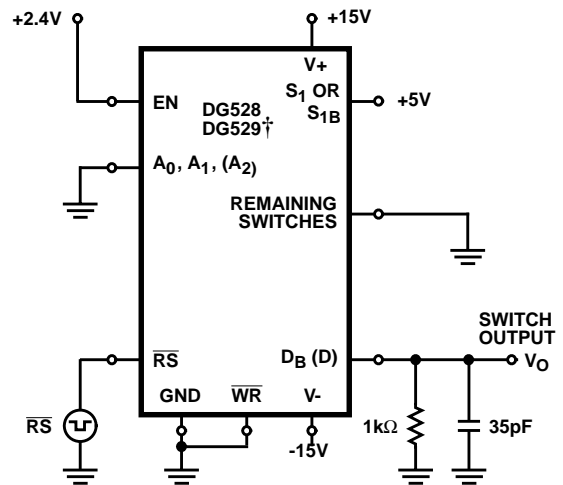 +2.4V
+15V
V+
EN
DG528
DG529†
S1 OR
S1B
+5V
A0, A1, (A2)
REMAINING
SWITCHES
SWITCH
OUTPUT
RS
DB (D)
VO
GND
WR
V-
RS
-15V
1kΩ
35pF